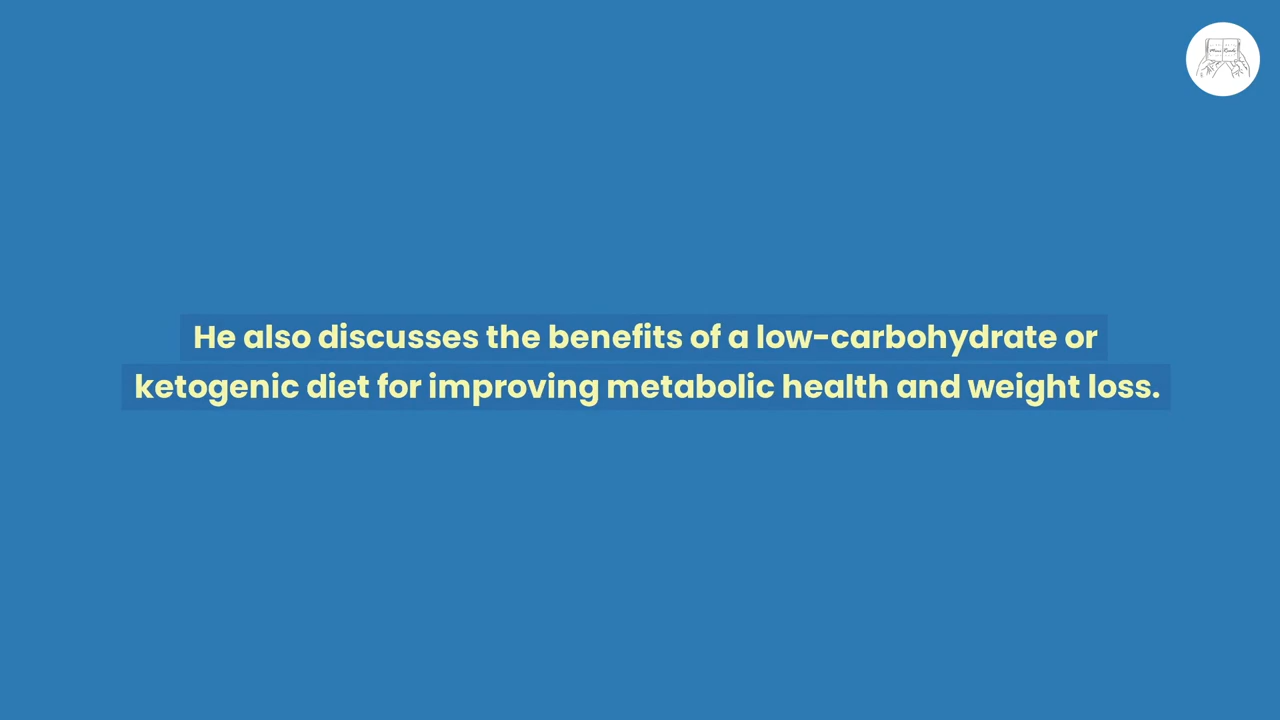 He also discusses the benefits of a low-carbohydrate or
ketogenic diet for improving metabolic health and weight loss.